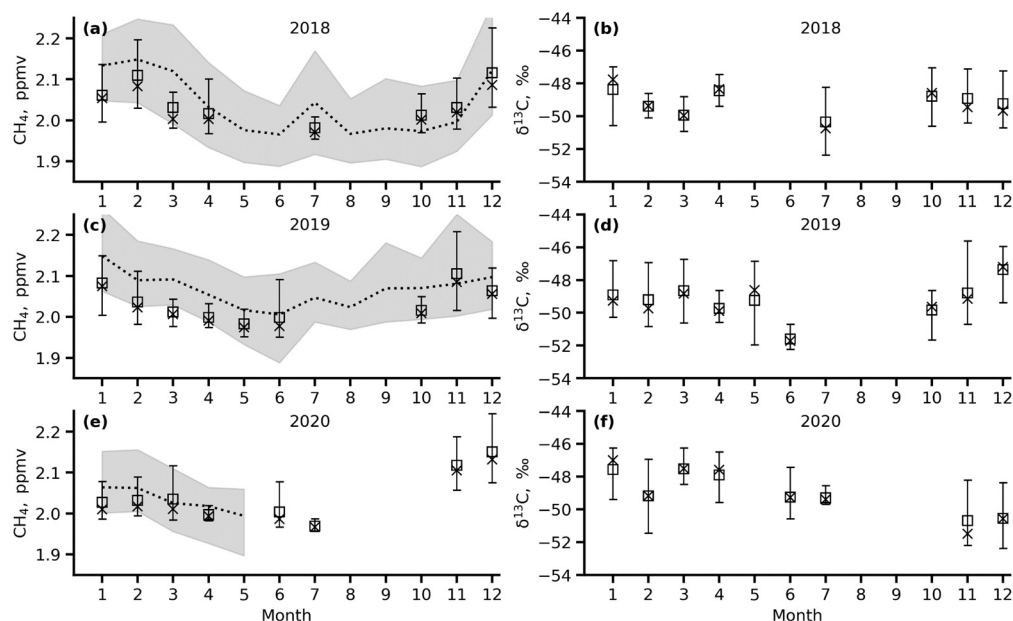 (a) 2018
CH₄, ppmv
2.2
2.1
2.0
1.9
1 2 3 4 5 6 7 8 9 10 11 12
(b) 2018
δ¹³C, ‰
−44
−46
−48
−50
−52
−54
1 2 3 4 5 6 7 8 9 10 11 12
(c) 2019
CH₄, ppmv
2.2
2.1
2.0
1.9
1 2 3 4 5 6 7 8 9 10 11 12
(d) 2019
δ¹³C, ‰
−44
−46
−48
−50
−52
−54
1 2 3 4 5 6 7 8 9 10 11 12
(e) 2020
CH₄, ppmv
2.2
2.1
2.0
1.9
1 2 3 4 5 6 7 8 9 10 11 12
Month
(f) 2020
δ¹³C, ‰
−44
−46
−48
−50
−52
−54
1 2 3 4 5 6 7 8 9 10 11 12
Month